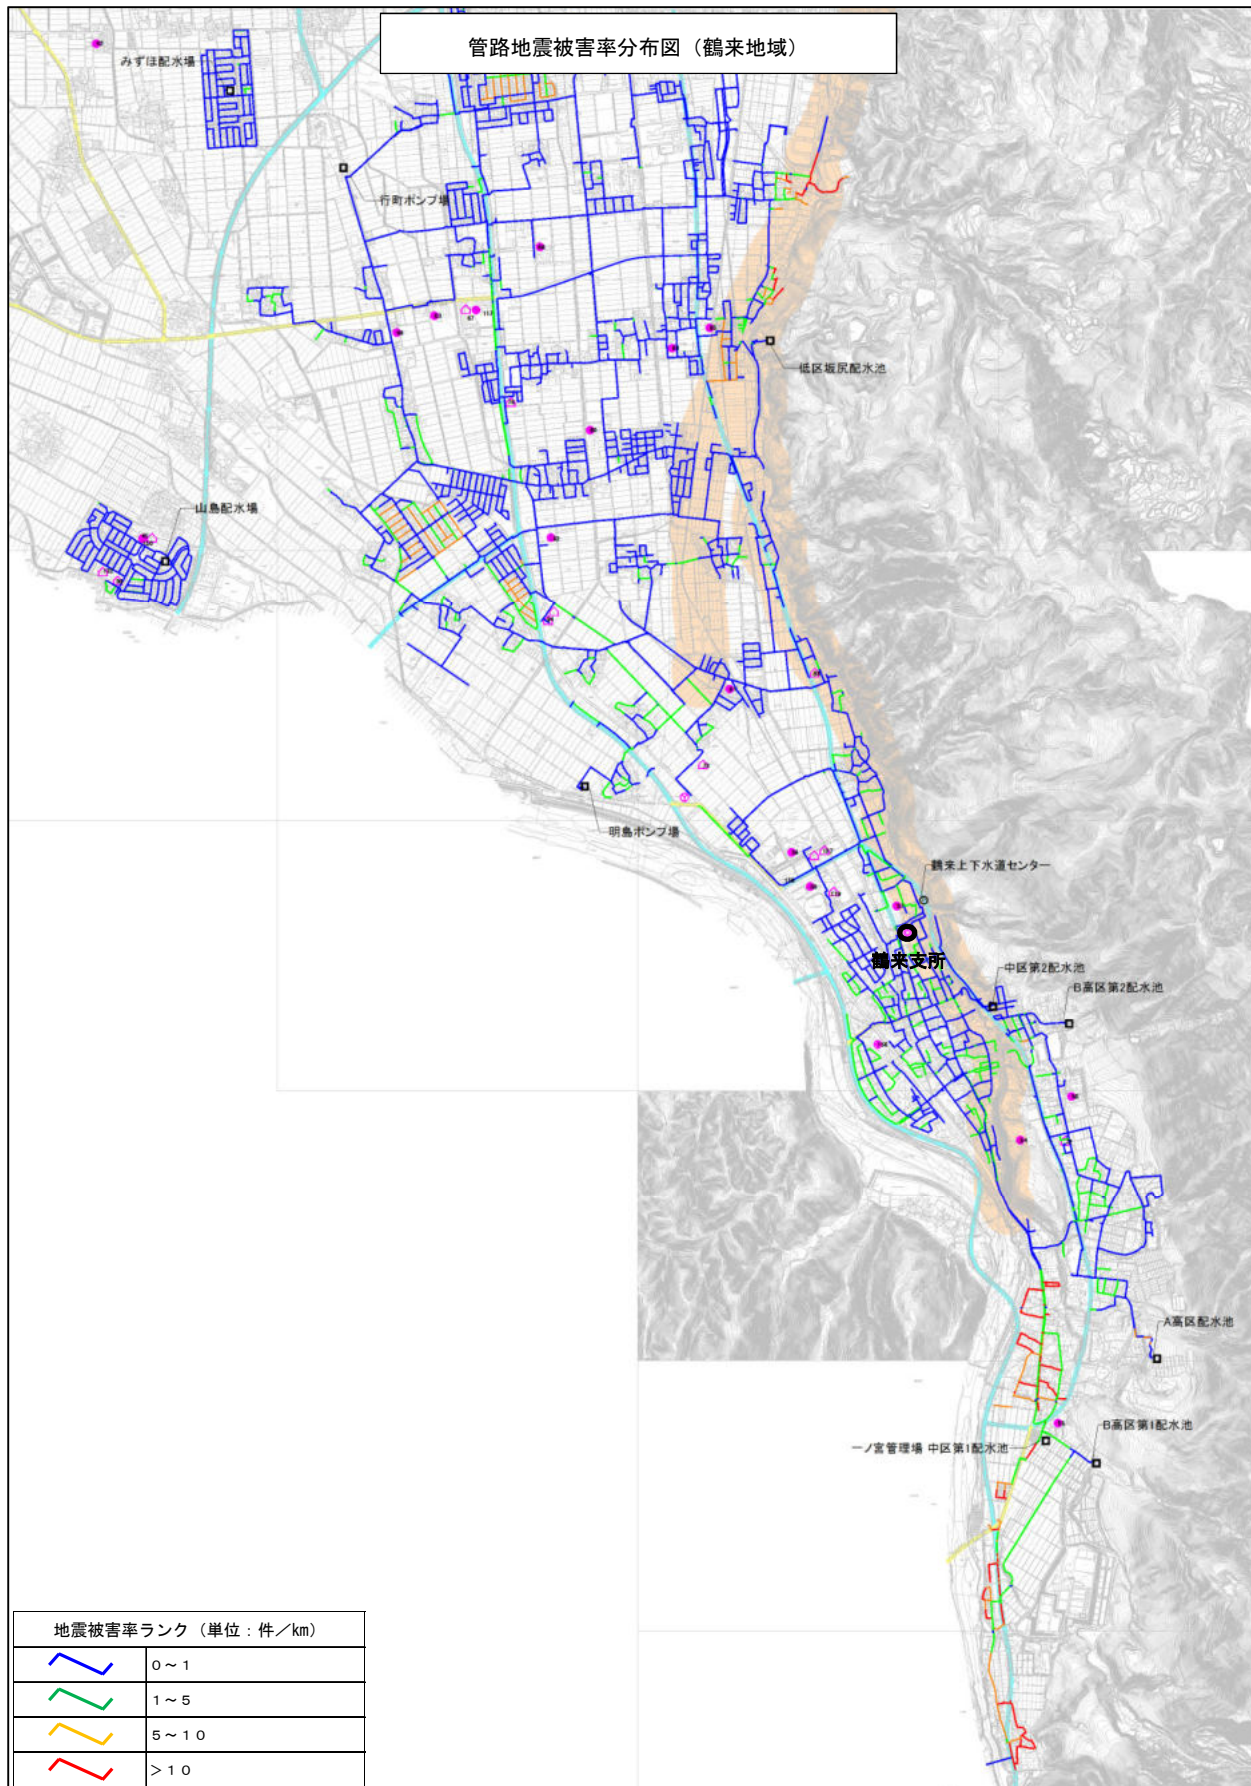 管路地震被害率分布図（鶴来地域）
みずほ配水場
行町ポンプ場
低区坂尻配水池
山島配水場
明島ポンプ場
鶴来上下水道センター
鶴来支所
中区第2配水池
B高区第2配水池
A高区配水池
B高区第1配水池
一ノ宮管理場 中区第1配水池
地震被害率ランク（単位：件／km）
０～１
１～５
５～１０
＞１０